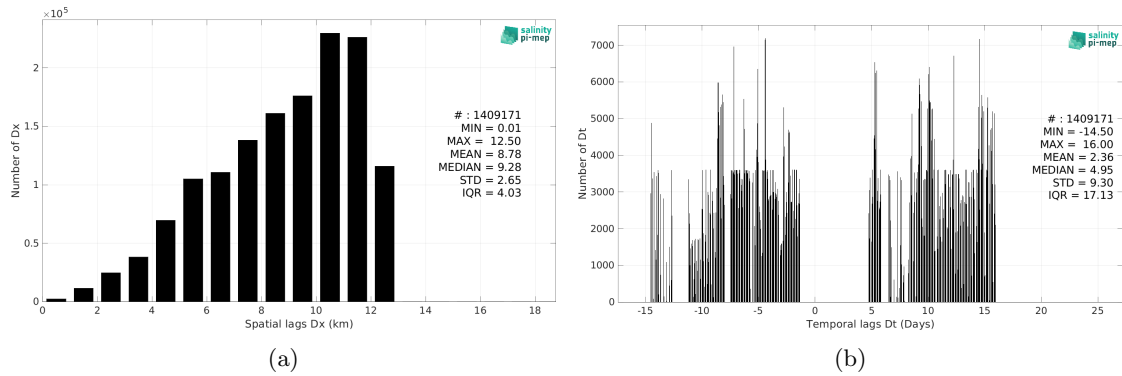 ×10^5
2
1.5
1
0.5
0
Number of Dx
salinity
pi-mep
# : 1409171
MIN = 0.01
MAX = 12.50
MEAN = 8.78
MEDIAN = 9.28
STD = 2.65
IQR = 4.03
0 2 4 6 8 10 12 14 16 18
Spatial lags Dx (km)
(a)
7000
6000
5000
4000
3000
2000
1000
0
Number of Dt
salinity
pi-mep
# : 1409171
MIN = -14.50
MAX = 16.00
MEAN = 2.36
MEDIAN = 4.95
STD = 9.30
IQR = 17.13
-15 -10 -5 0 5 10 15 20 25
Temporal lags Dt (Days)
(b)